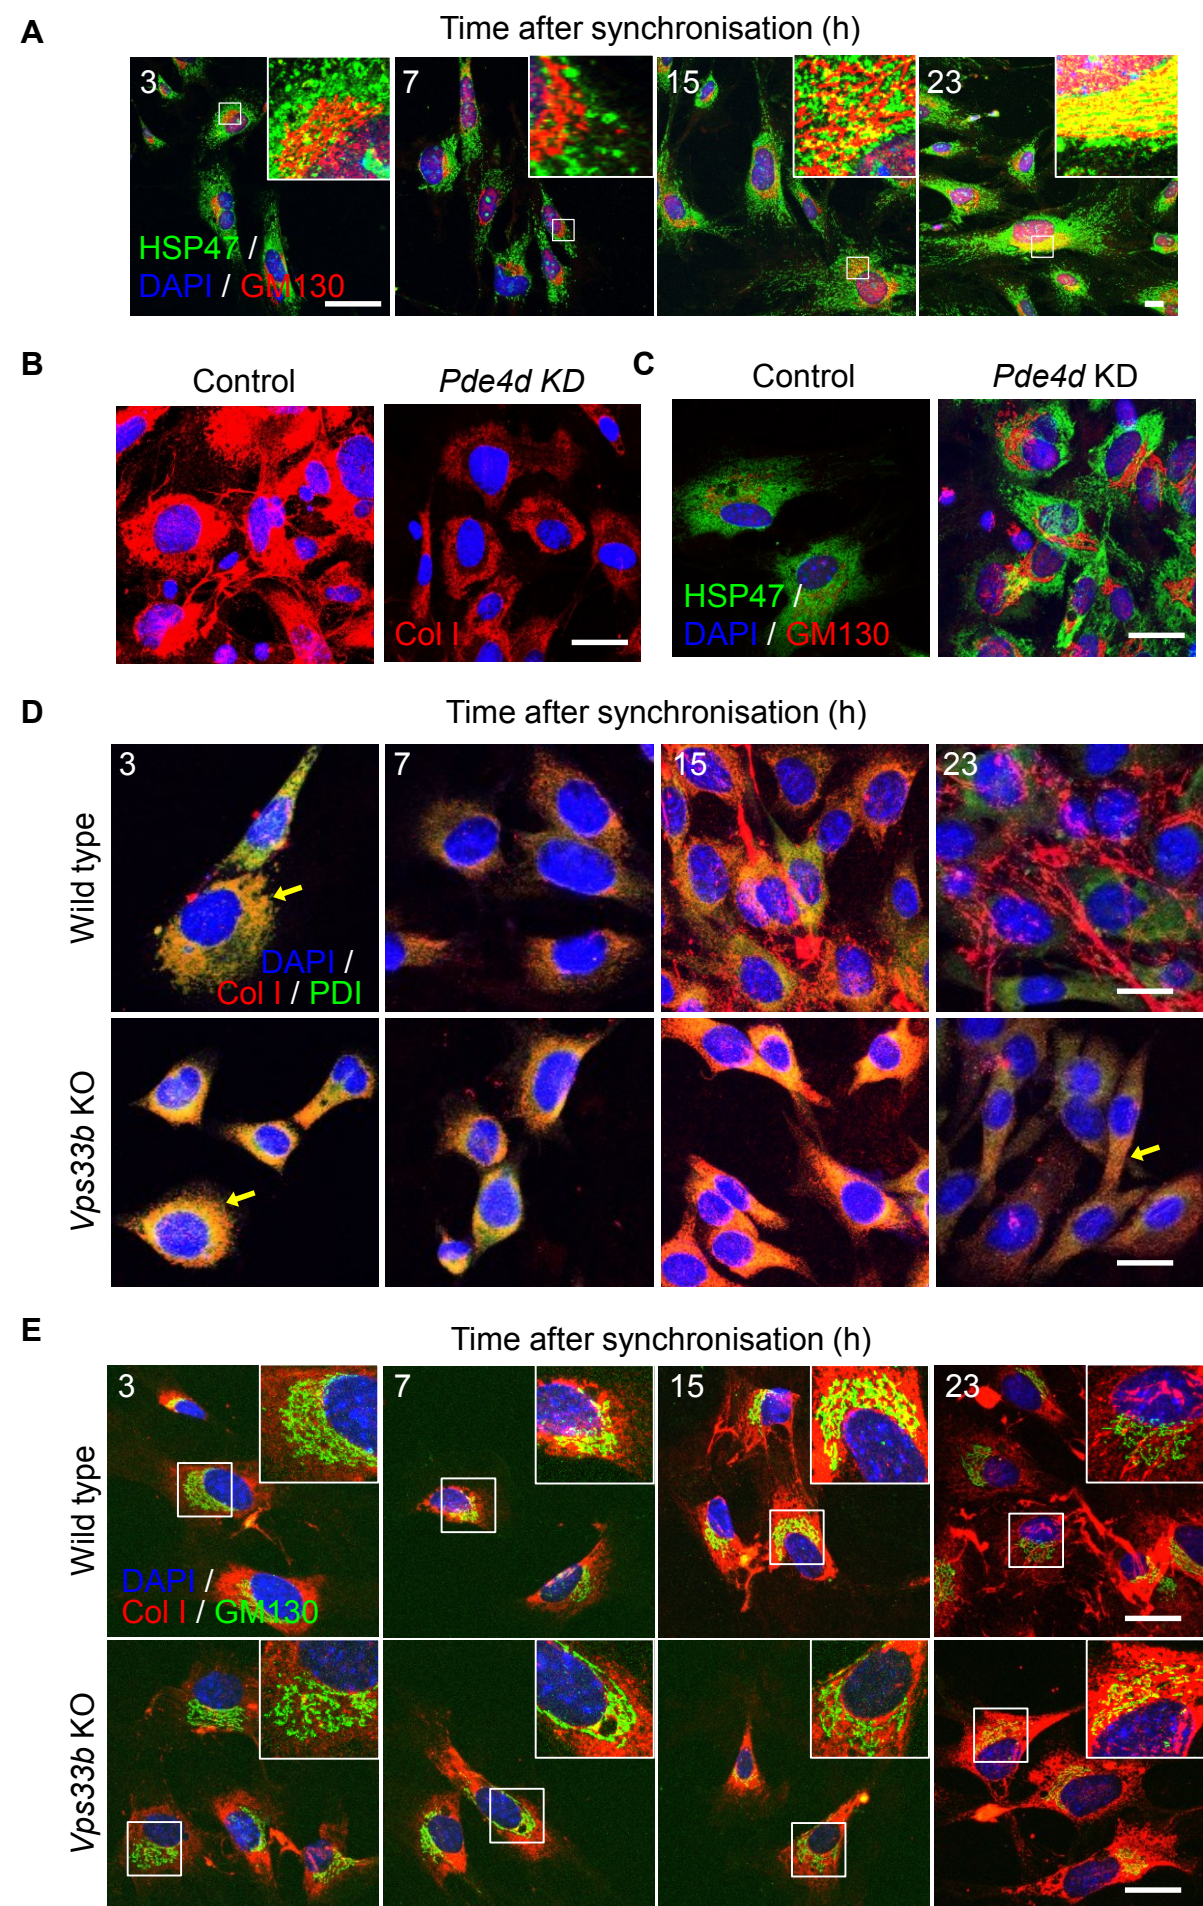 A
Time after synchronisation (h)
3
7
15
23
HSP47 /
DAPI / GM130
B
Control
Pde4d KD
Col I
C
Control
Pde4d KD
HSP47 /
DAPI / GM130
D
Time after synchronisation (h)
Wild type
3
7
15
23
DAPI /
Col I / PDI
Vps33b KO
E
Time after synchronisation (h)
Wild type
3
7
15
23
DAPI /
Col I / GM130
Vps33b KO